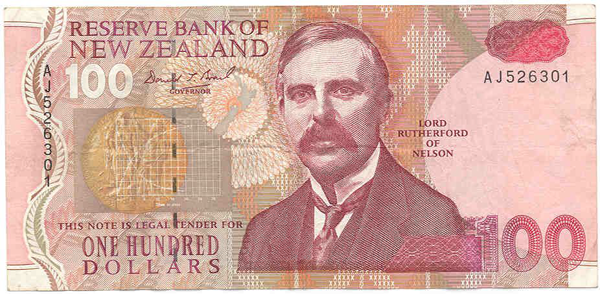 RESERVE BANK OF
NEW ZEALAND
100
GOVERNOR
AJ526301
AJ526301
LORD
RUTHERFORD
OF
NELSON
THIS NOTE IS LEGAL TENDER FOR
ONE HUNDRED
DOLLARS
100